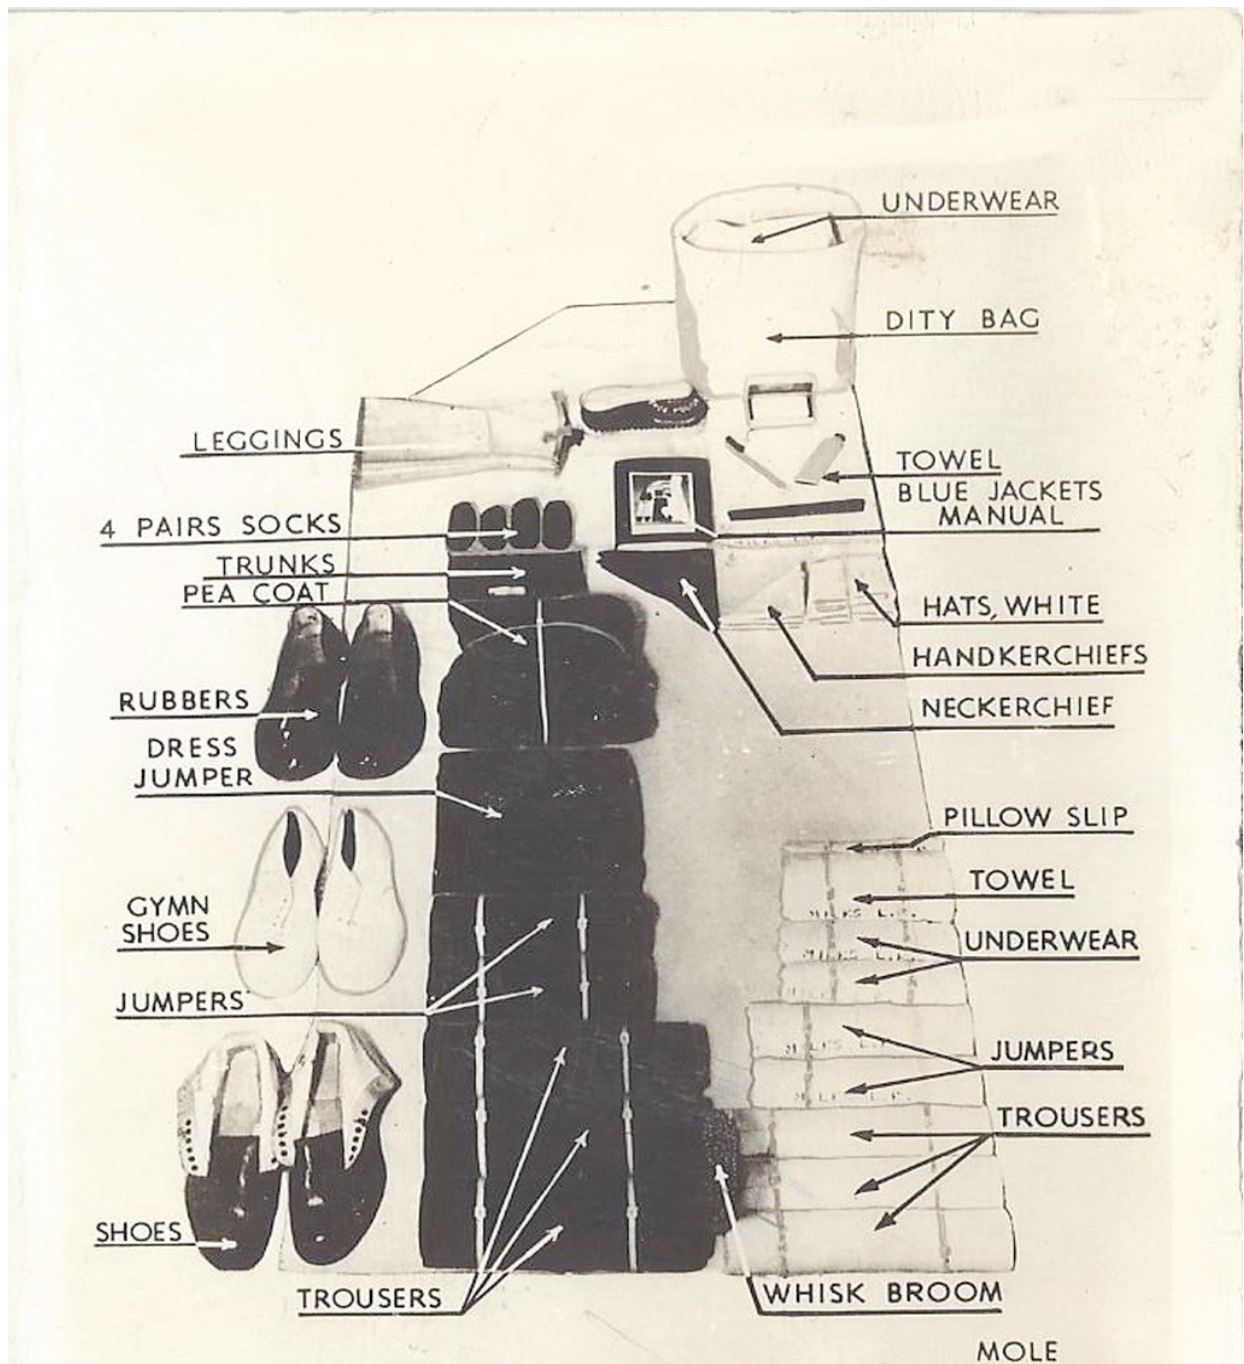 UNDERWEAR
DITY BAG
LEGGINGS
TOWEL
BLUE JACKETS
MANUAL
4 PAIRS SOCKS
TRUNKS
PEA COAT
HATS, WHITE
HANDKERCHIEFS
NECKERCHIEF
RUBBERS
DRESS
JUMPER
PILLOW SLIP
TOWEL
GYMN
SHOES
UNDERWEAR
JUMPERS
JUMPERS
TROUSERS
SHOES
TROUSERS
WHISK BROOM
MOLE